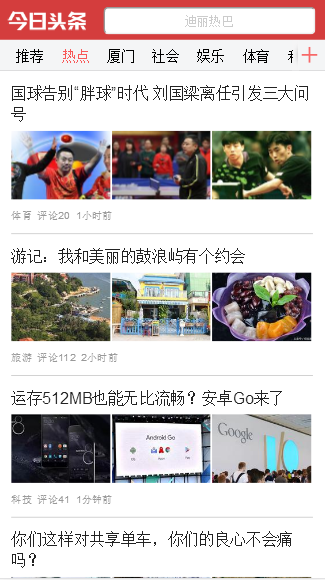 今日头条
迪丽热巴
推荐 热点 厦门 社会 娱乐 体育
国球告别“胖球”时代 刘国梁离任引发三大问
号
体育 评论20 1小时前
游记：我和美丽的鼓浪屿有个约会
旅游 评论112 2小时前
运存512MB也能无比流畅？安卓Go来了
Android Go
Google
I/O
科技 评论41 1分钟前
你们这样对共享单车，你们的良心不会痛
吗？